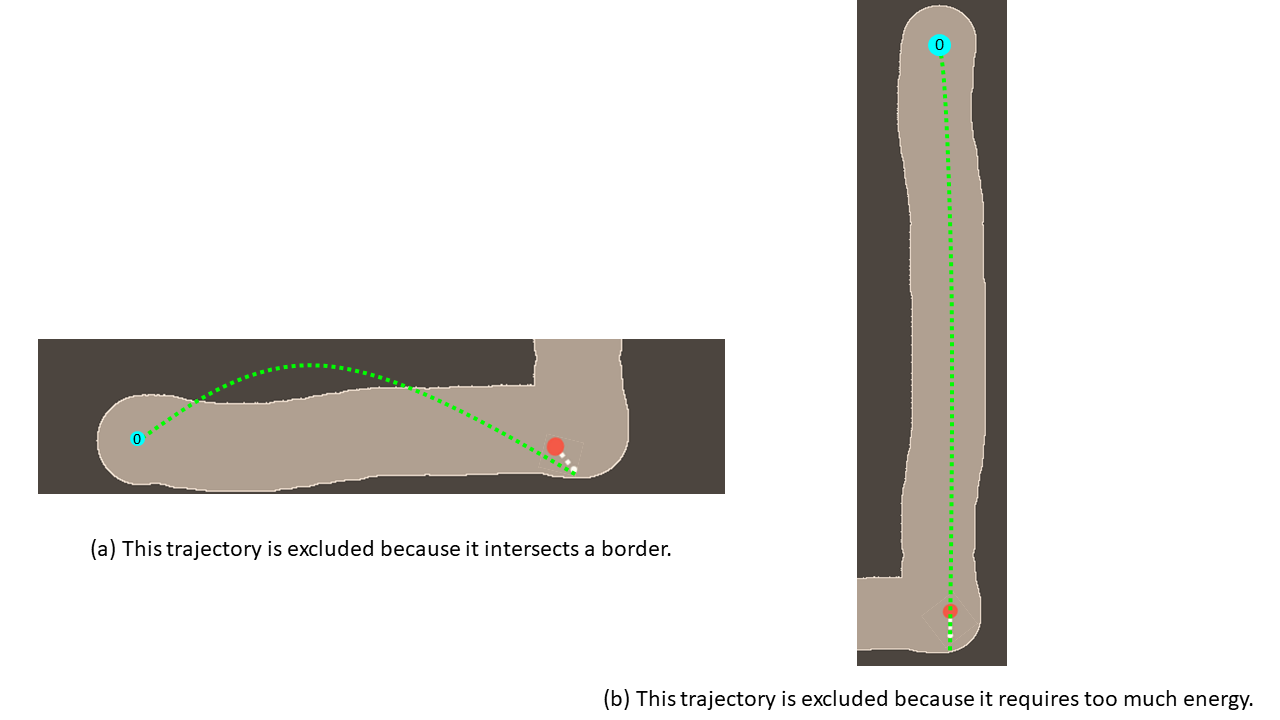 0
0
(a) This trajectory is excluded because it intersects a border.
(b) This trajectory is excluded because it requires too much energy.